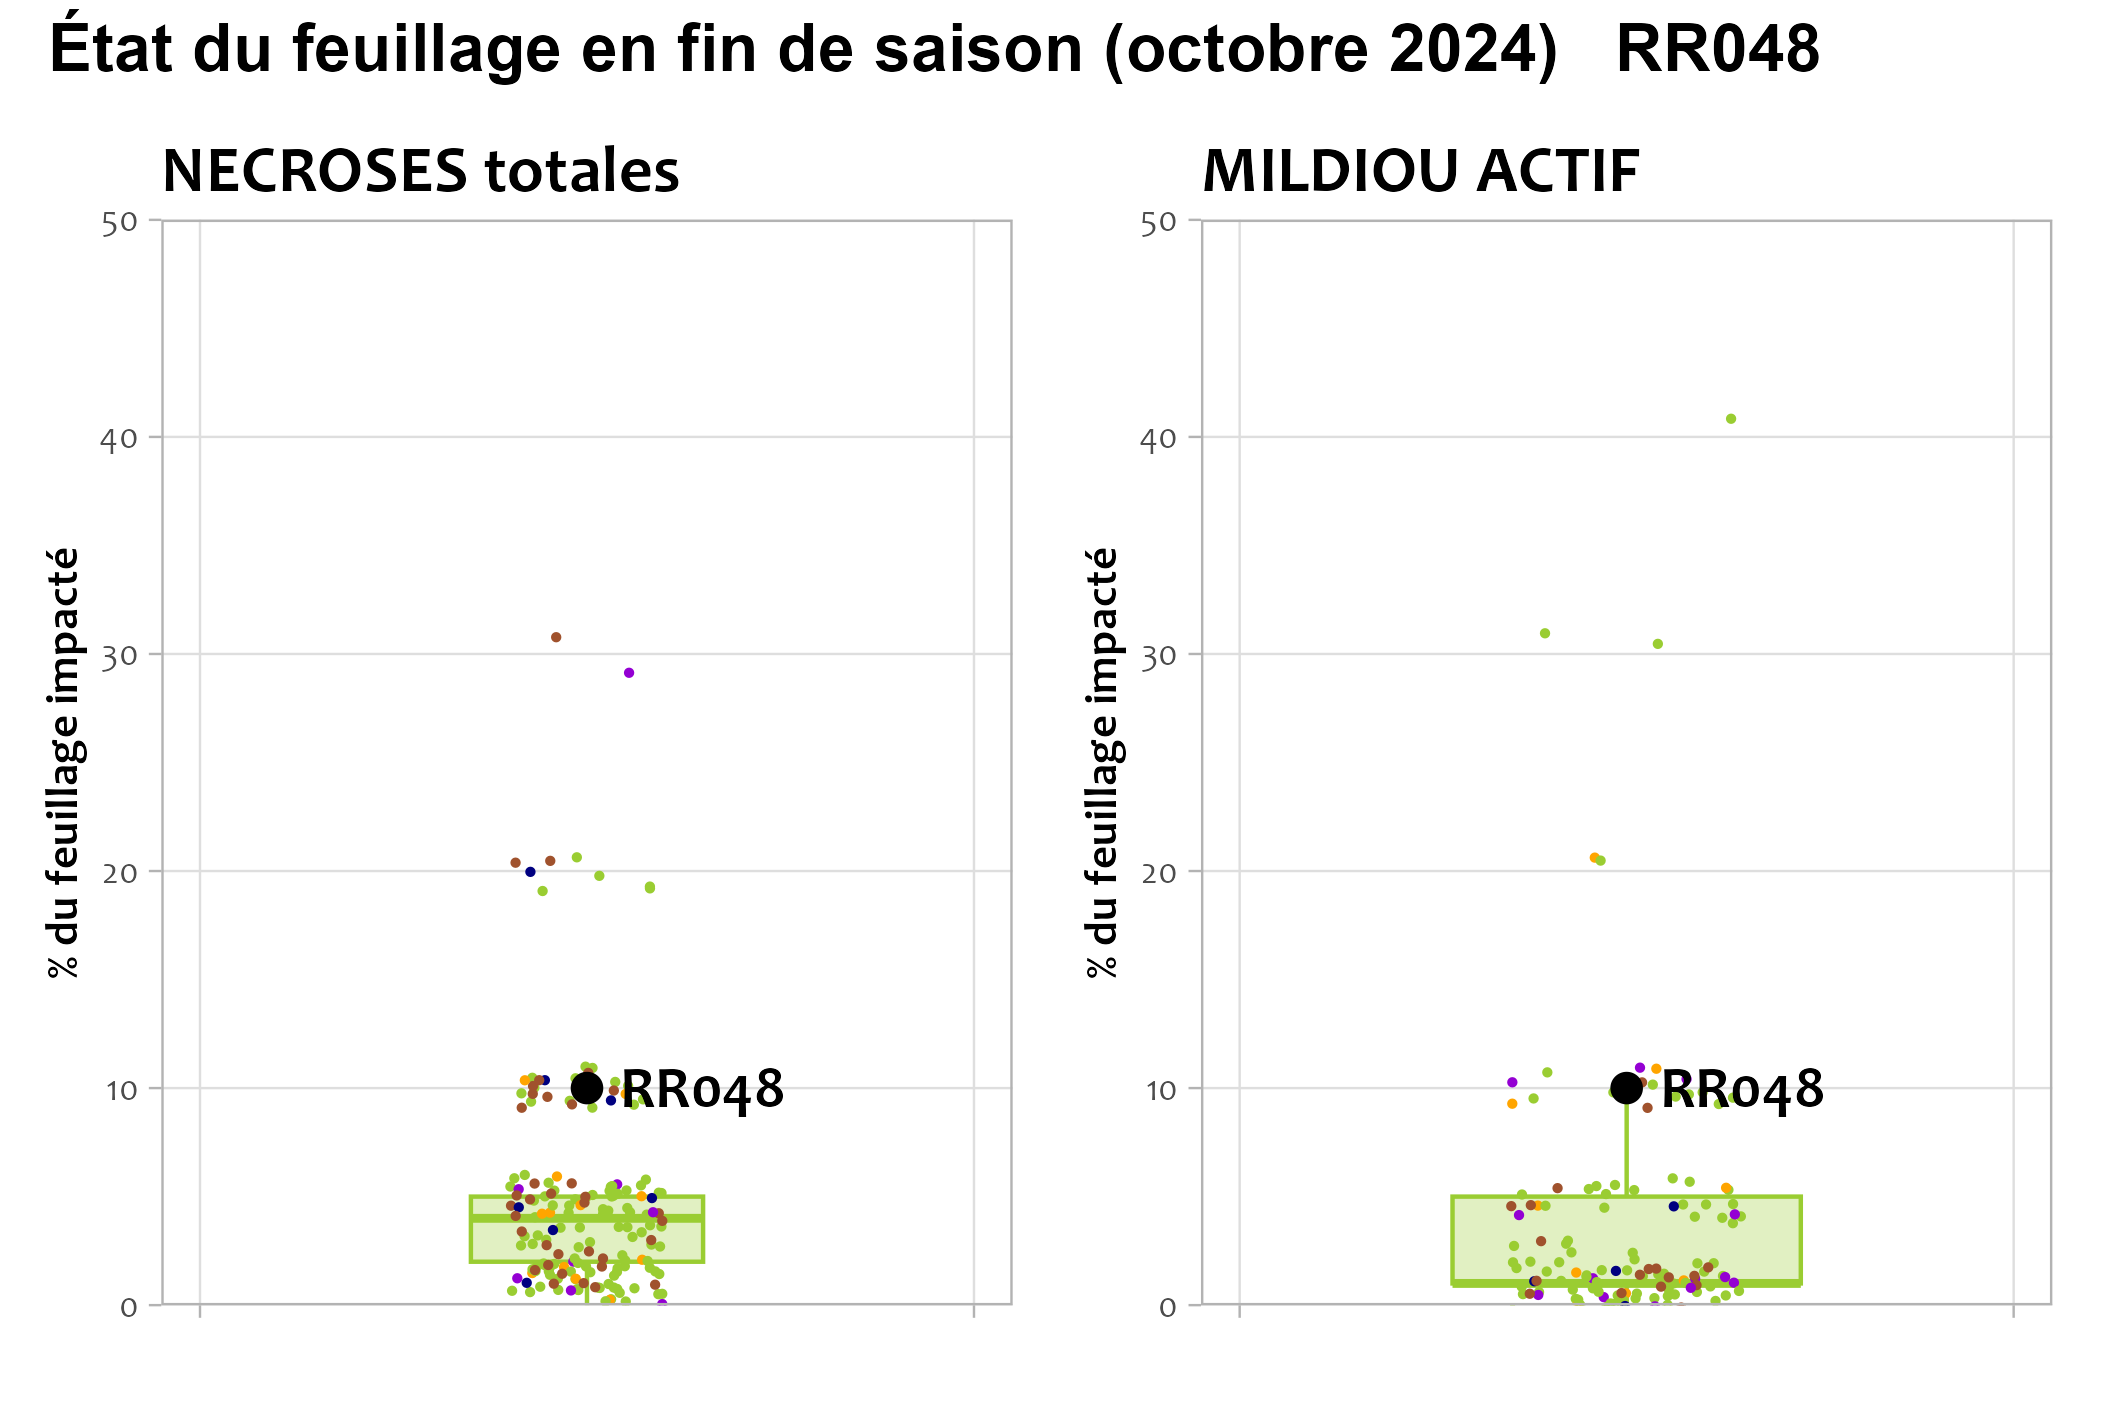 État du feuillage en fin de saison (octobre 2024) RR048
NECROSES totales
MILDIOU ACTIF
% du feuillage impacté
50
40
30
20
10
0
RR048
% du feuillage impacté
50
40
30
20
10
0
RR048